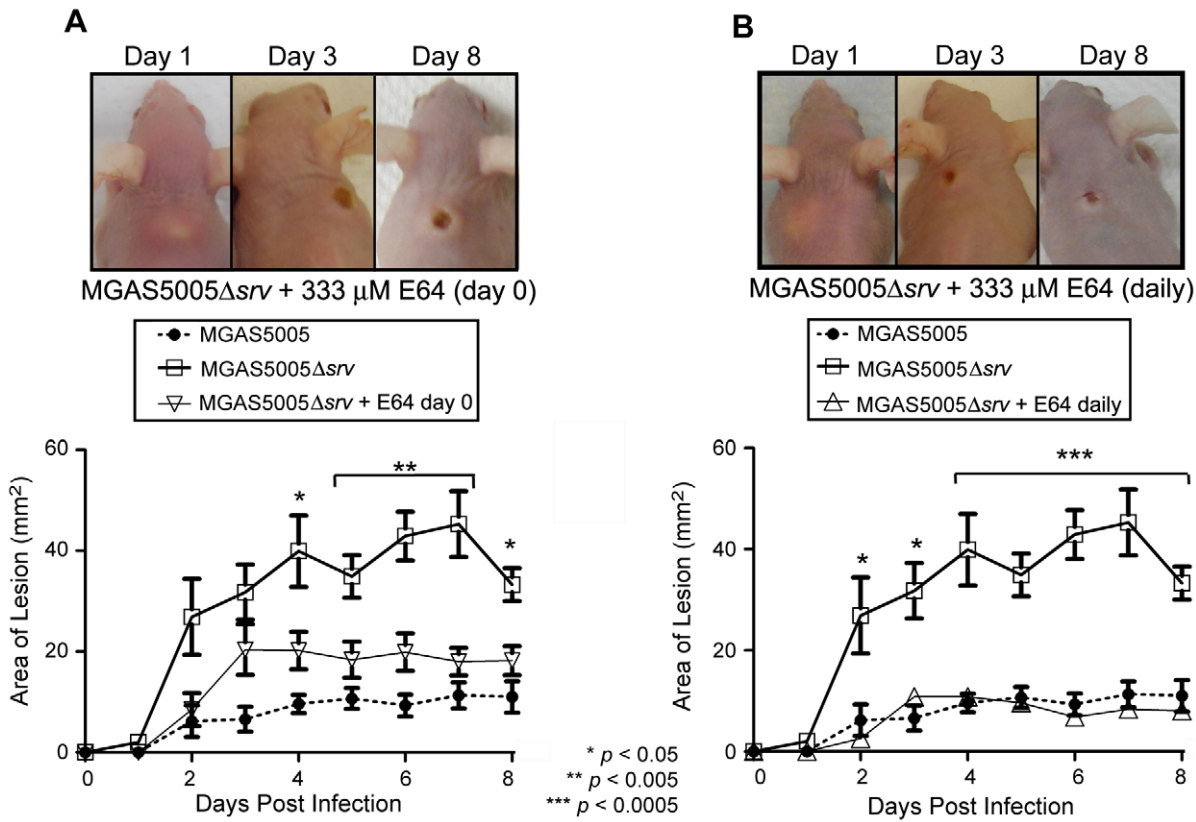 A
Day 1 Day 3 Day 8
MGAS5005Δsrv + 333 μM E64 (day 0)
MGAS5005
MGAS5005Δsrv
MGAS5005Δsrv + E64 day 0
Area of Lesion (mm²)
60
40
20
0
**
*
*
0 2 4 6 8
Days Post Infection
* p < 0.05
** p < 0.005
*** p < 0.0005
B
Day 1 Day 3 Day 8
MGAS5005Δsrv + 333 μM E64 (daily)
MGAS5005
MGAS5005Δsrv
MGAS5005Δsrv + E64 daily
Area of Lesion (mm²)
60
40
20
0
***
*
*
0 2 4 6 8
Days Post Infection